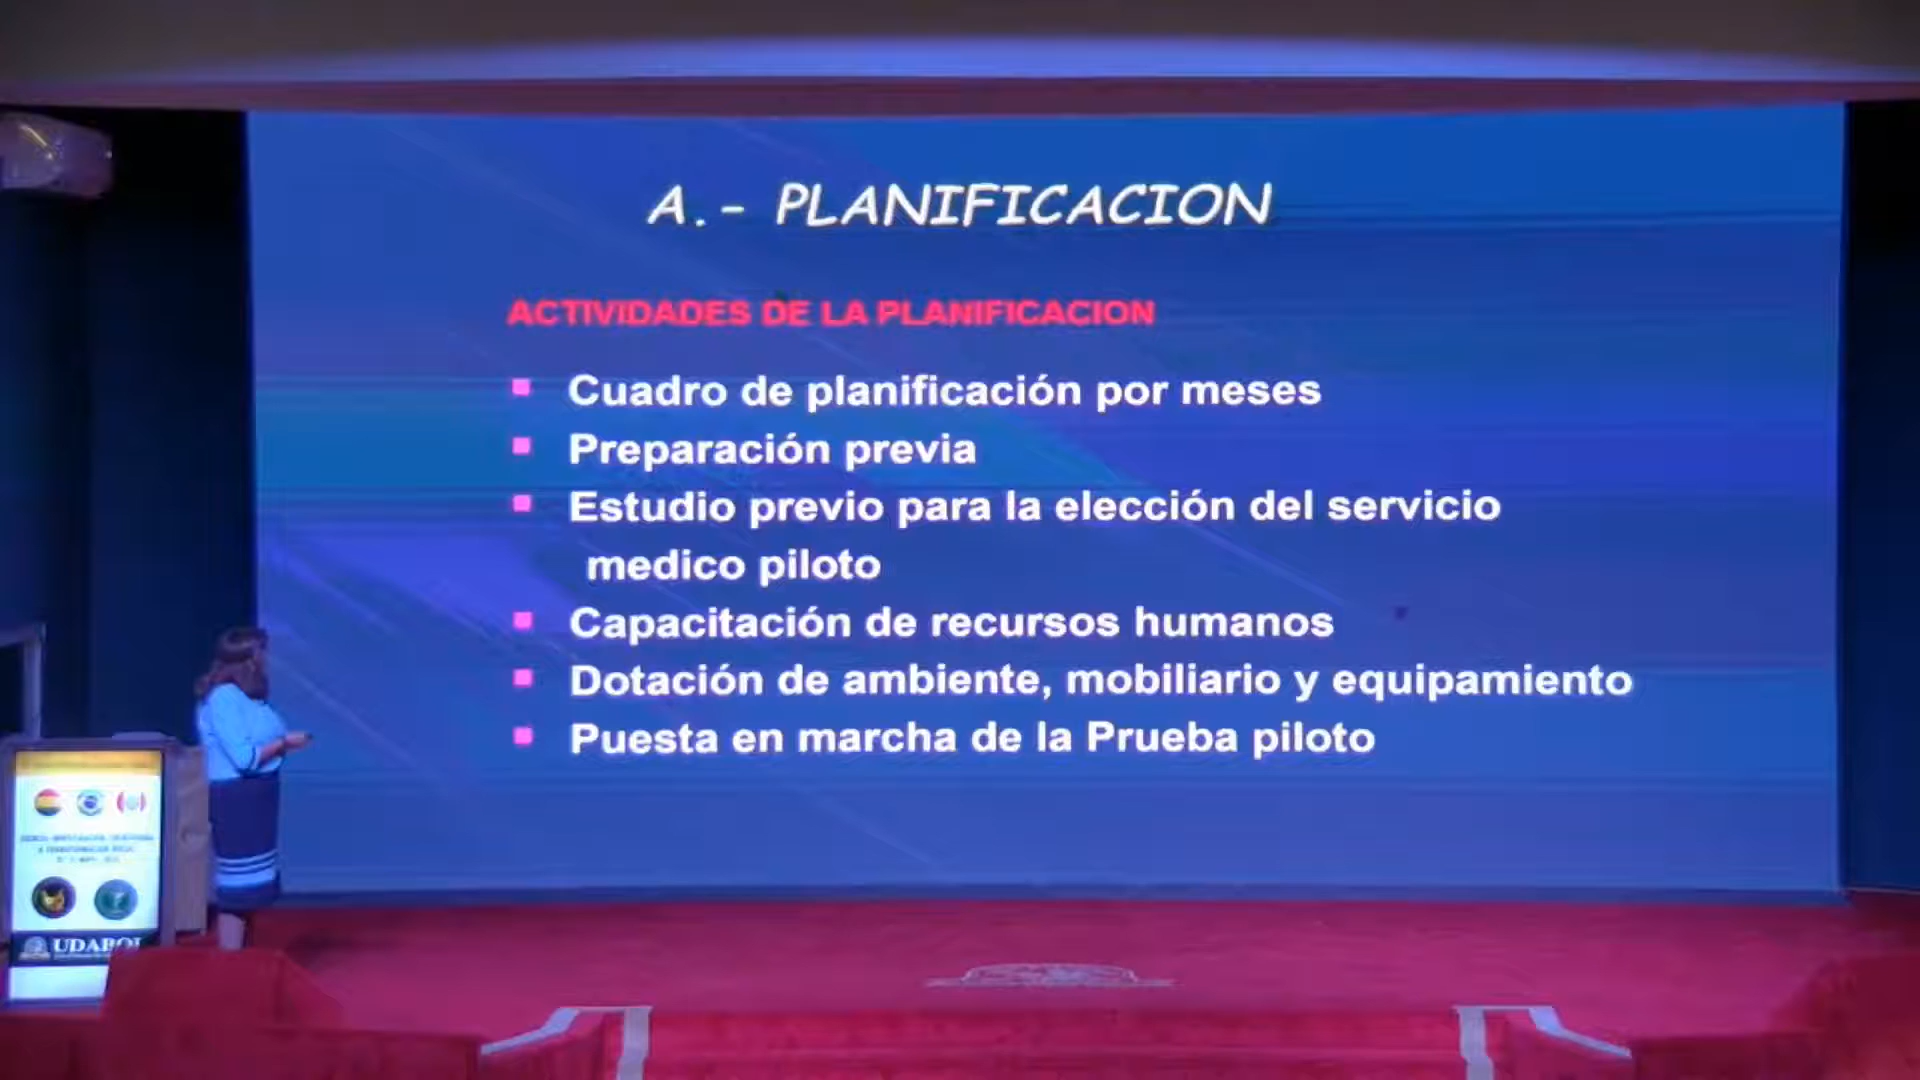 A.- PLANIFICACION
ACTIVIDADES DE LA PLANIFICACION
Cuadro de planificación por meses
Preparación previa
Estudio previo para la elección del servicio
medico piloto
Capacitación de recursos humanos
Dotación de ambiente, mobiliario y equipamiento
Puesta en marcha de la Prueba piloto